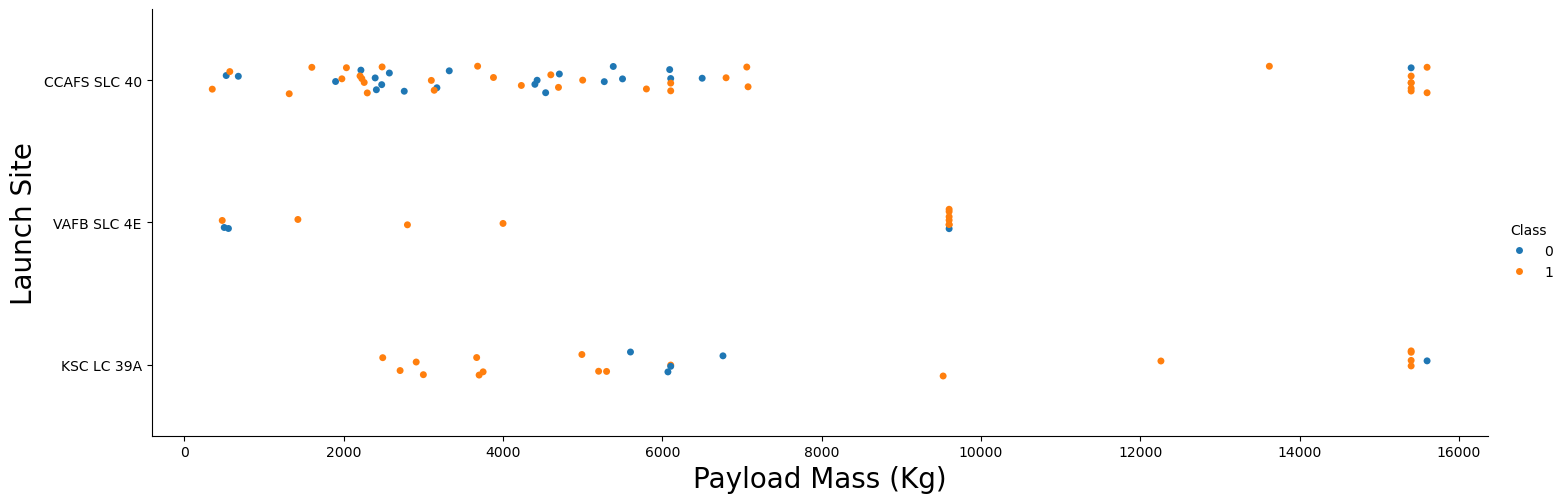 Launch Site
CCAFS SLC 40
VAFB SLC 4E
KSC LC 39A
0 2000 4000 6000 8000 10000 12000 14000 16000
Payload Mass (Kg)
Class
0
1